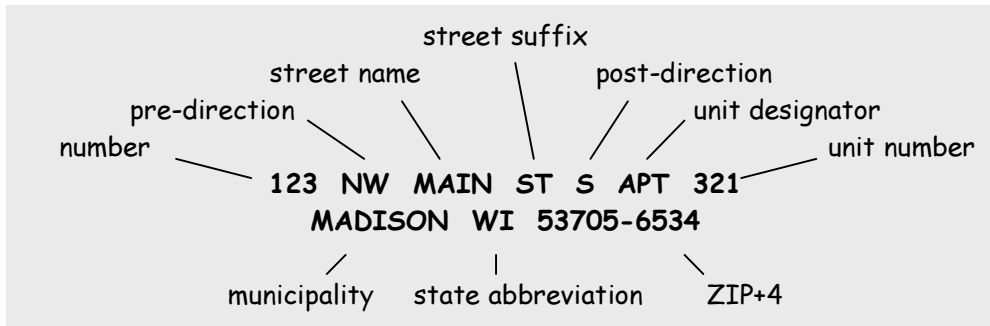 street suffix
street name post-direction
pre-direction unit designator
number unit number
123 NW MAIN ST S APT 321
MADISON WI 53705-6534
municipality state abbreviation ZIP+4